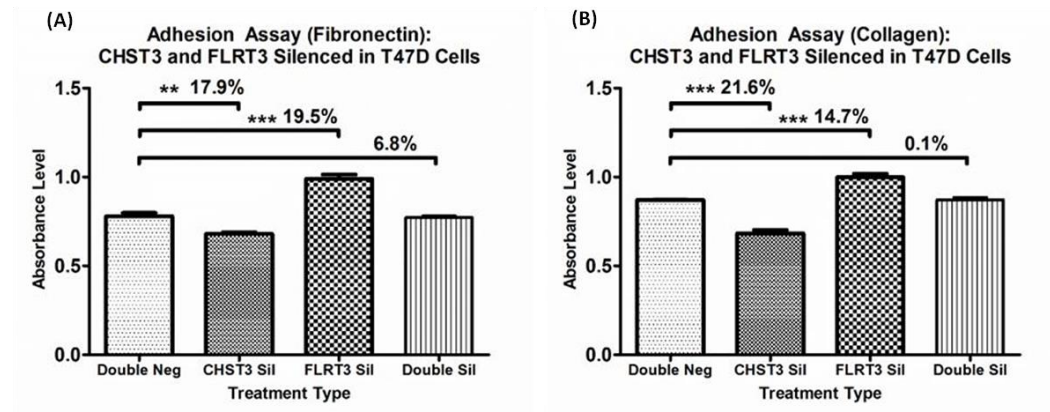 (A)
Adhesion Assay (Fibronectin):
CHST3 and FLRT3 Silenced in T47D Cells
1.5
1.0
0.5
0.0
Absorbance Level
** 17.9%
*** 19.5%
6.8%
Double Neg CHST3 Sil FLRT3 Sil Double Sil
Treatment Type
(B)
Adhesion Assay (Collagen):
CHST3 and FLRT3 Silenced in T47D Cells
1.5
1.0
0.5
0.0
Absorbance Level
*** 21.6%
*** 14.7%
0.1%
Double Neg CHST3 Sil FLRT3 Sil Double Sil
Treatment Type